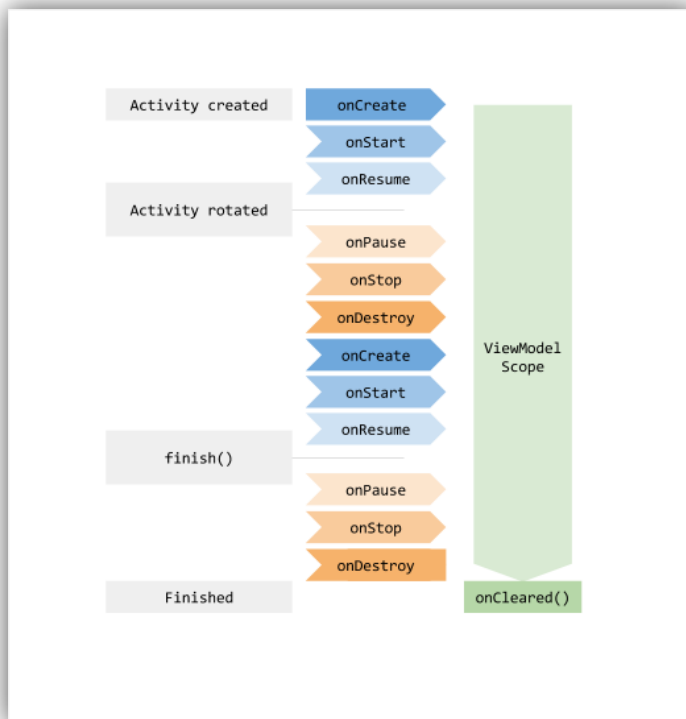 Activity created
onCreate
onStart
onResume
Activity rotated
onPause
onStop
onDestroy
onCreate
ViewModel
Scope
onStart
onResume
finish()
onPause
onStop
onDestroy
Finished
onCleared()